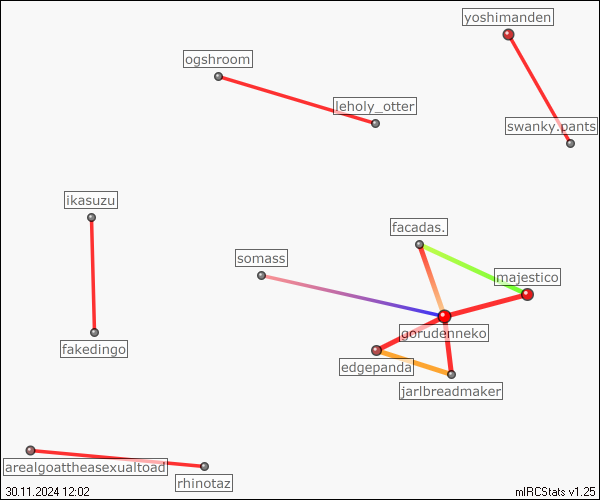 yoshimanden
ogshroom
leholy_otter
swanky.pants
ikasuzu
facadas.
somass
majestico
gorudenneko
fakedingo
edgepanda
jarlbreadmaker
arealgoattheasexualtoad
rhinotaz
30.11.2024 12:02
mIRCStats v1.25